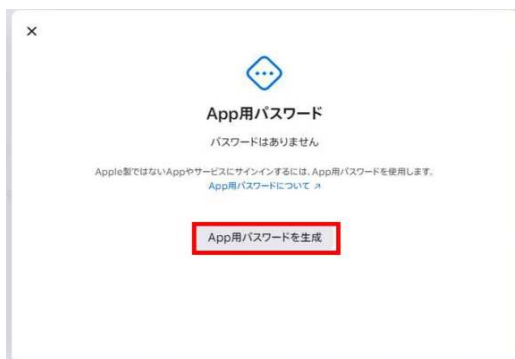 App用パスワード
パスワードはありません
Apple製ではないAppやサービスにサインインするには、App用パスワードを使用します。
App用パスワードについて ↗
App用パスワードを生成